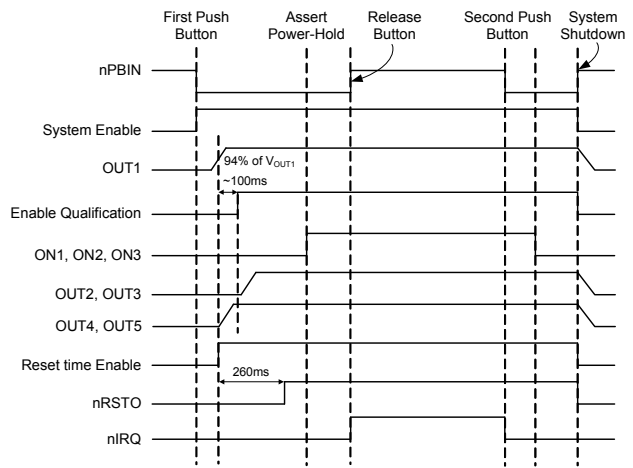 First Push
Button
Assert
Power-Hold
Release
Button
Second Push
Button
System
Shutdown
nPBIN
System Enable
OUT1
94% of VOUT1
~100ms
Enable Qualification
ON1, ON2, ON3
OUT2, OUT3
OUT4, OUT5
Reset time Enable
260ms
nRSTO
nIRQ